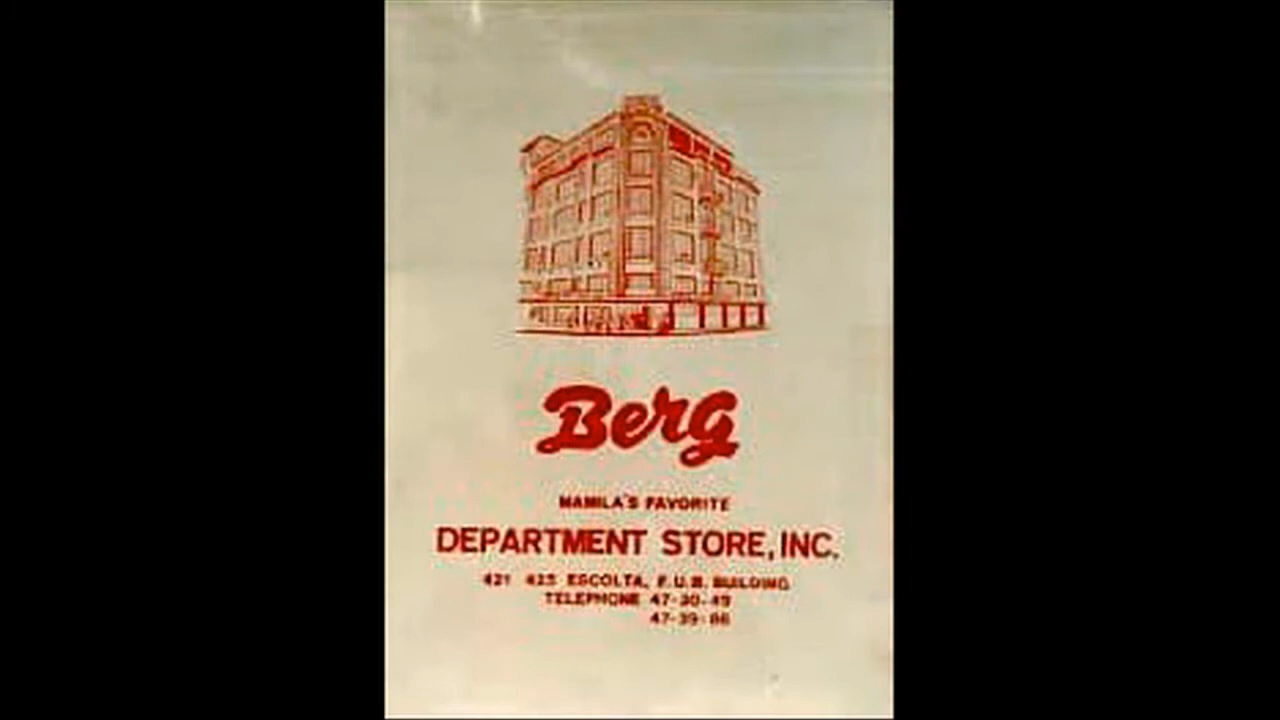 Berg
MANILA'S FAVORITE
DEPARTMENT STORE, INC.
421 425 ESCOLTA, F.U.B. BUILDING
TELEPHONE 47-30-49
47-39-86